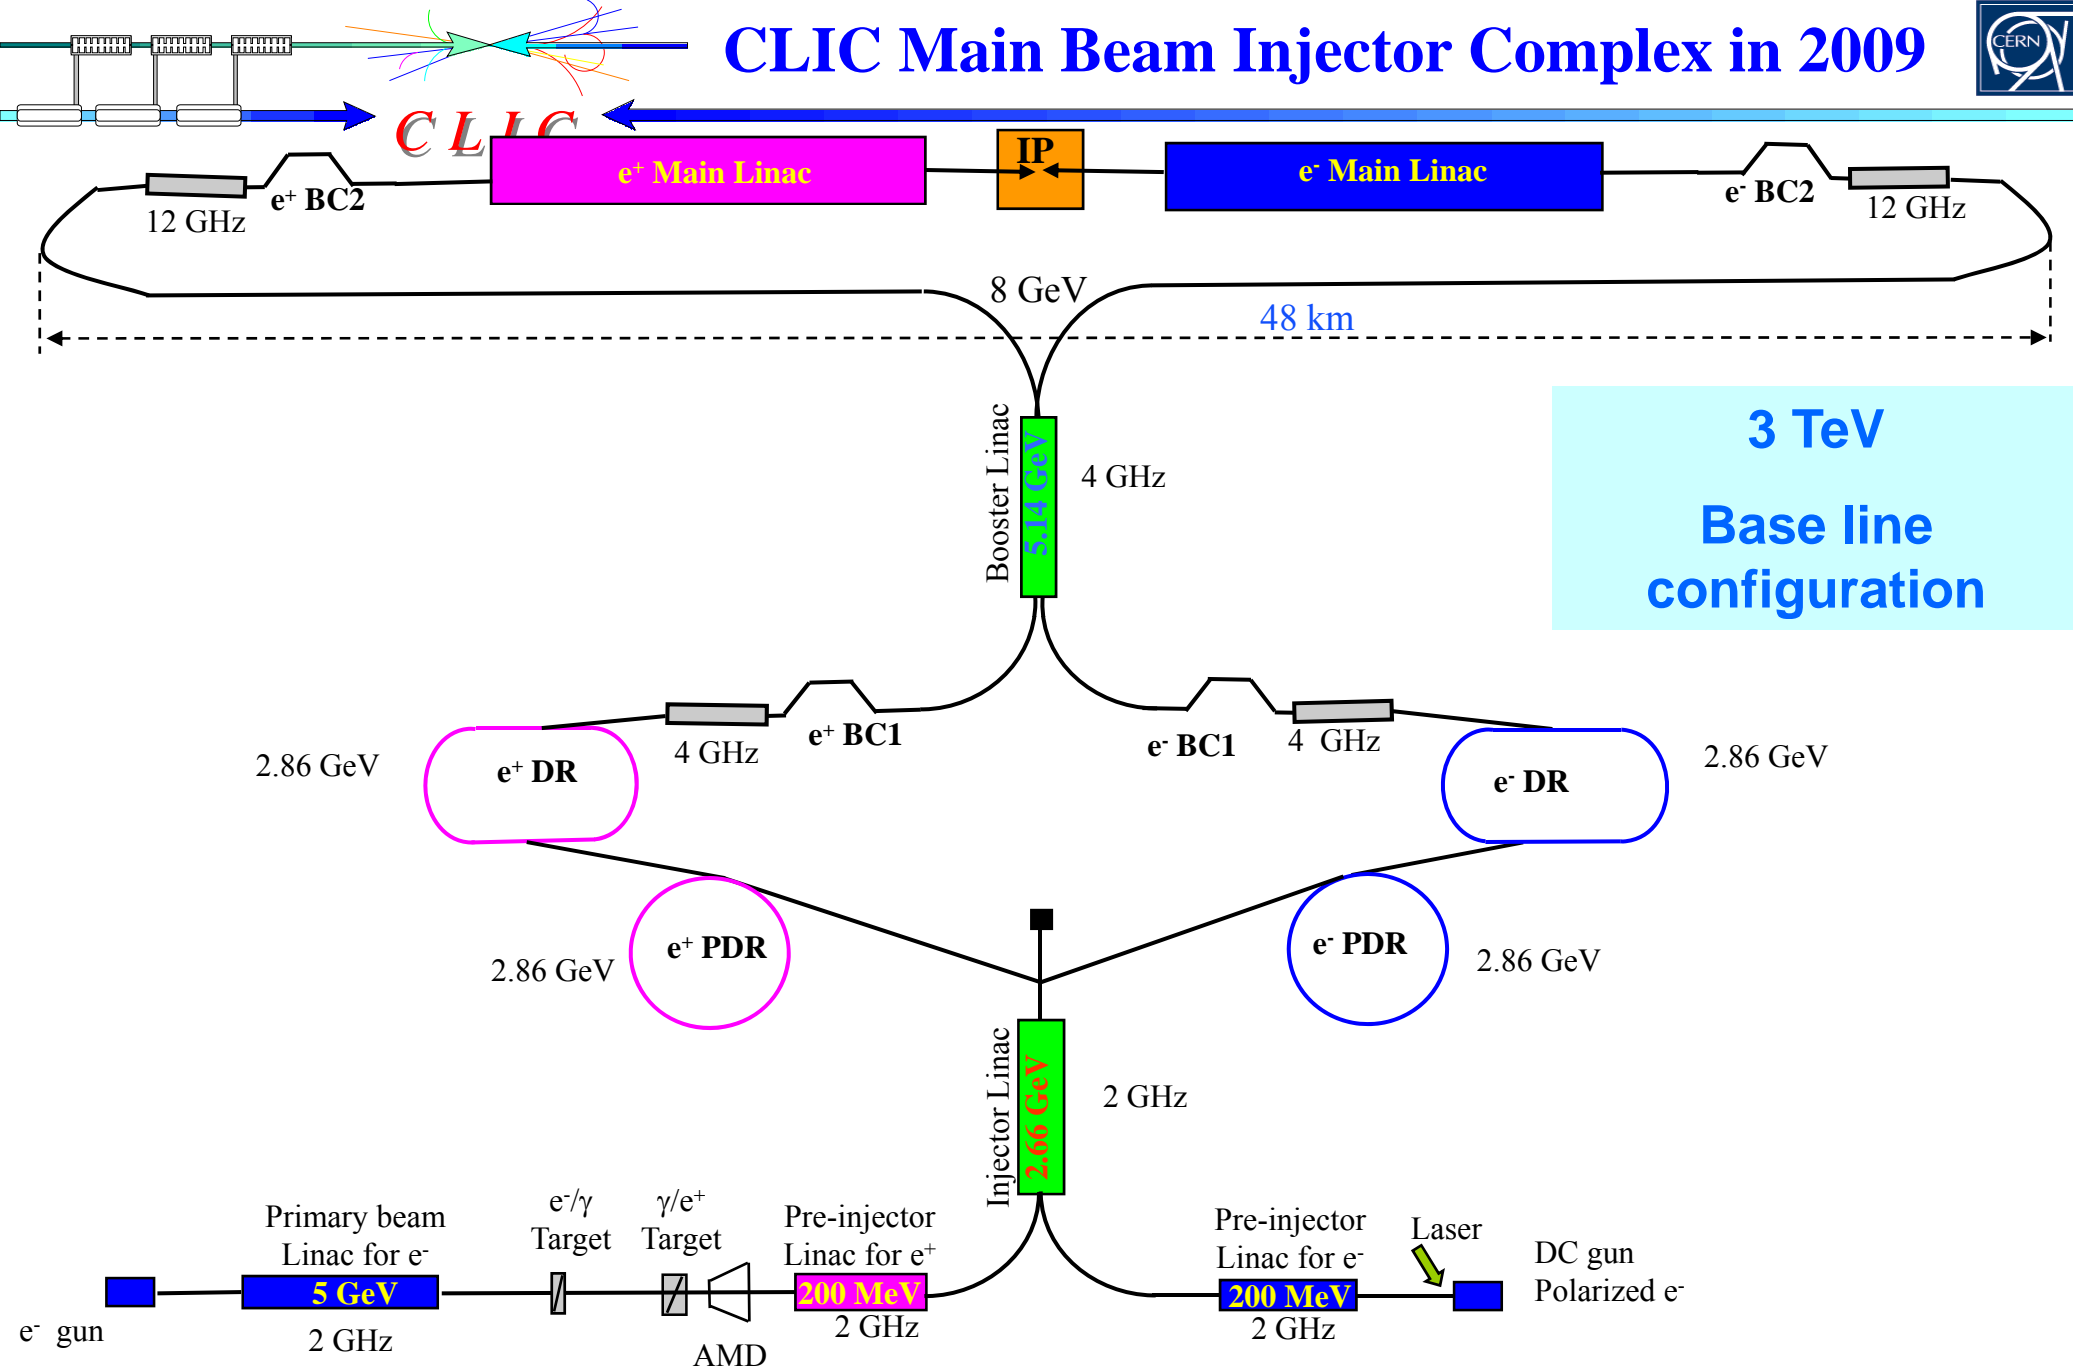 CLIC Main Beam Injector Complex in 2009
CERN
C L I C
IP
e⁺ Main Linac
e⁻ Main Linac
e⁺ BC2
e⁻ BC2
12 GHz
12 GHz
8 GeV
48 km
3 TeV
Base line
configuration
Booster Linac
5.14 GeV
4 GHz
e⁺ BC1
e⁻ BC1
4 GHz
4 GHz
2.86 GeV
e⁺ DR
e⁻ DR
2.86 GeV
e⁺ PDR
e⁻ PDR
2.86 GeV
2.86 GeV
Injector Linac
2.66 GeV
2 GHz
e⁻/γ
Target
γ/e⁺
Target
Primary beam
Linac for e⁻
Pre-injector
Linac for e⁺
Pre-injector
Linac for e⁻
Laser
DC gun
Polarized e⁻
5 GeV
200 MeV
200 MeV
e⁻ gun
2 GHz
AMD
2 GHz
2 GHz